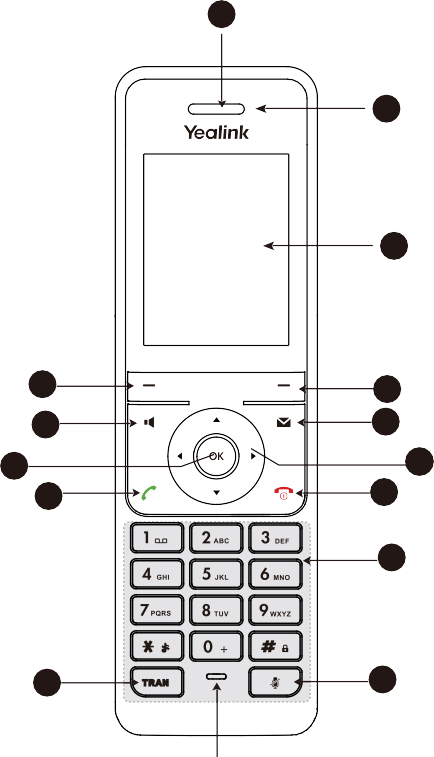 Yealink
OK
1
2 ABC
3 DEF
4 GHI
5 JKL
6 MNO
7 PQRS
8 TUV
9 WXYZ
*
0 +
#
TRAN